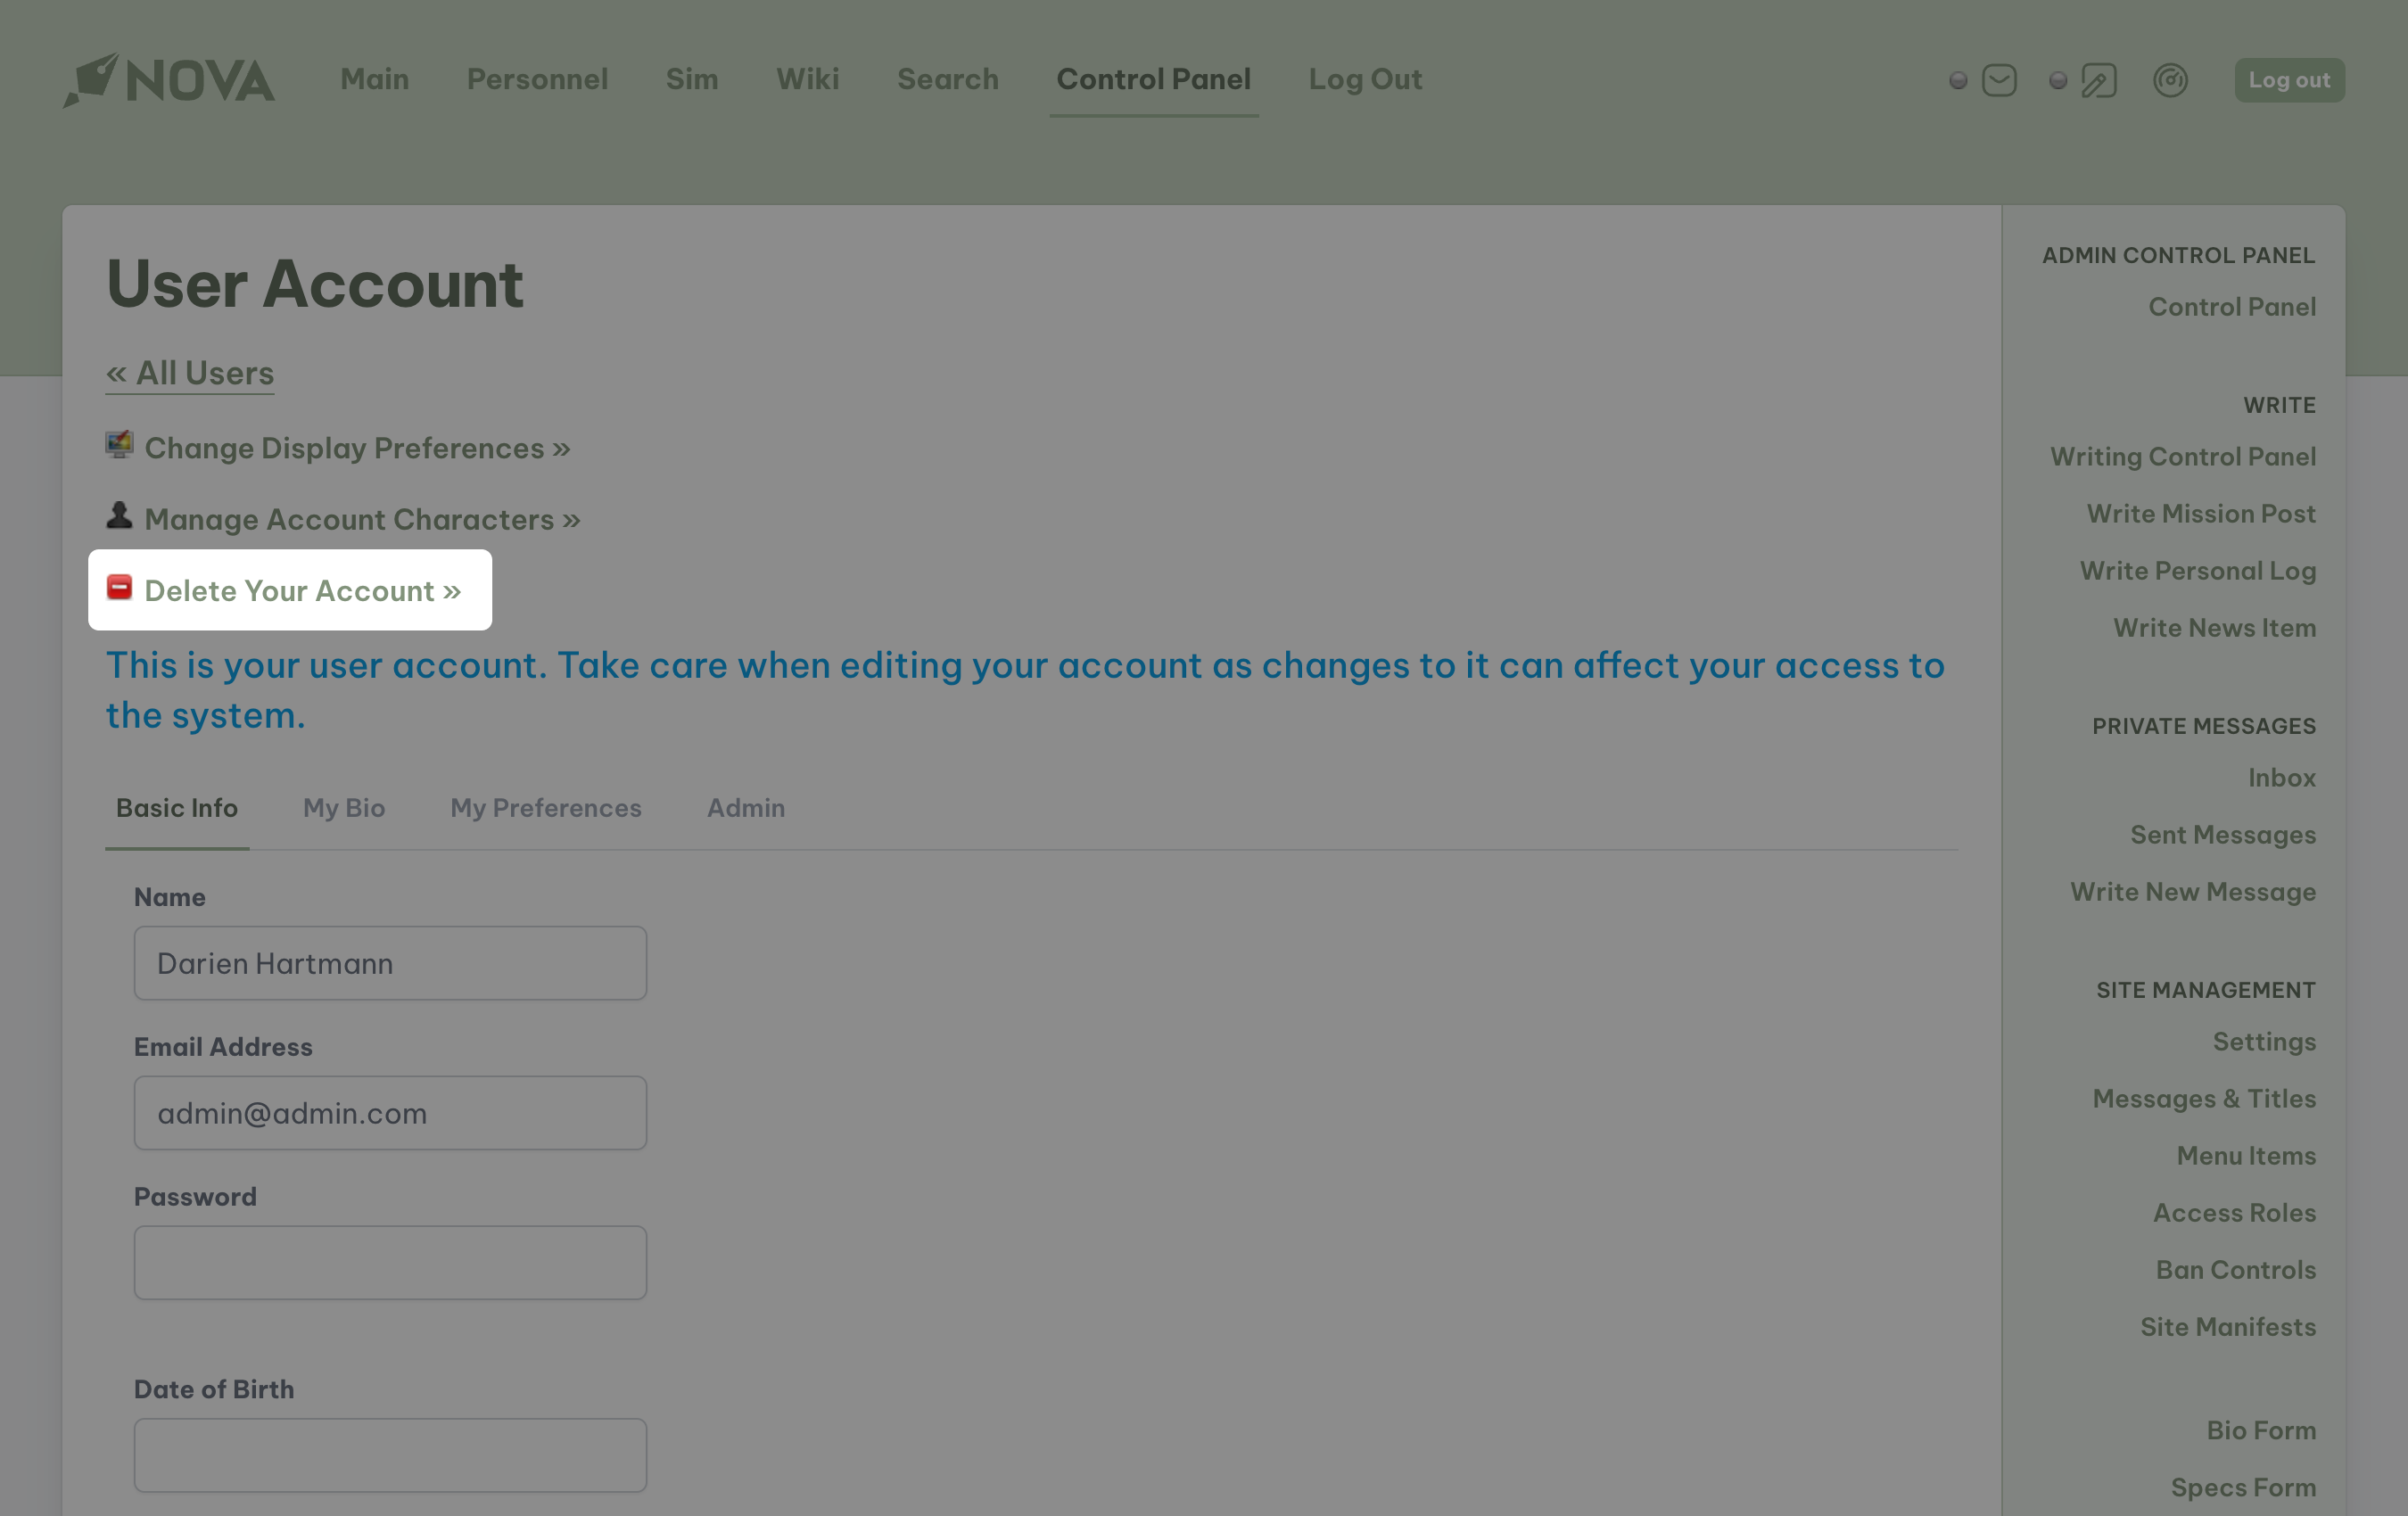 NOVA
Main
Personnel
Sim
Wiki
Search
Control Panel
Log Out
Log out
User Account
« All Users
Change Display Preferences »
Manage Account Characters »
Delete Your Account »
This is your user account. Take care when editing your account as changes to it can affect your access to
the system.
Basic Info
My Bio
My Preferences
Admin
Name
Darien Hartmann
Email Address
admin@admin.com
Password
Date of Birth
ADMIN CONTROL PANEL
Control Panel
WRITE
Writing Control Panel
Write Mission Post
Write Personal Log
Write News Item
PRIVATE MESSAGES
Inbox
Sent Messages
Write New Message
SITE MANAGEMENT
Settings
Messages & Titles
Menu Items
Access Roles
Ban Controls
Site Manifests
Bio Form
Specs Form